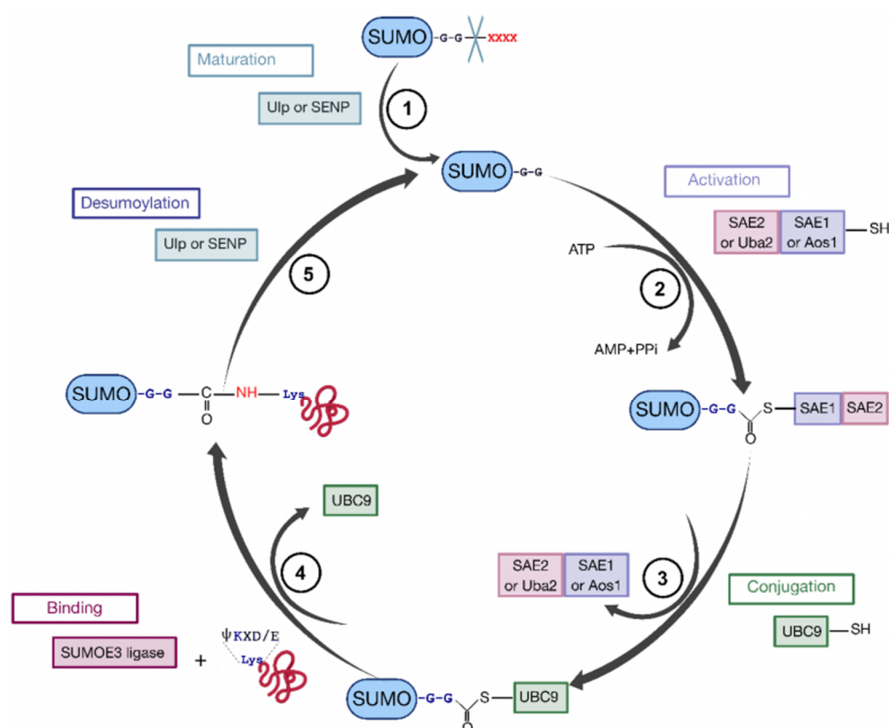 SUMO -G-G- XXXX
Maturation
Ulp or SENP
1
SUMO -G-G
Desumoylation
Ulp or SENP
5
Activation
SAE2 or Uba2
SAE1 or Aos1
SH
ATP
2
AMP+PPi
SUMO -G-G- C -NH- Lys
O
SUMO -G-G S SAE1 SAE2
O
UBC9
4
SAE2 or Uba2
SAE1 or Aos1
3
Conjugation
UBC9 SH
Binding
SUMOE3 ligase
+
ψKXD/E
Lys
SUMO -G-G S UBC9
O